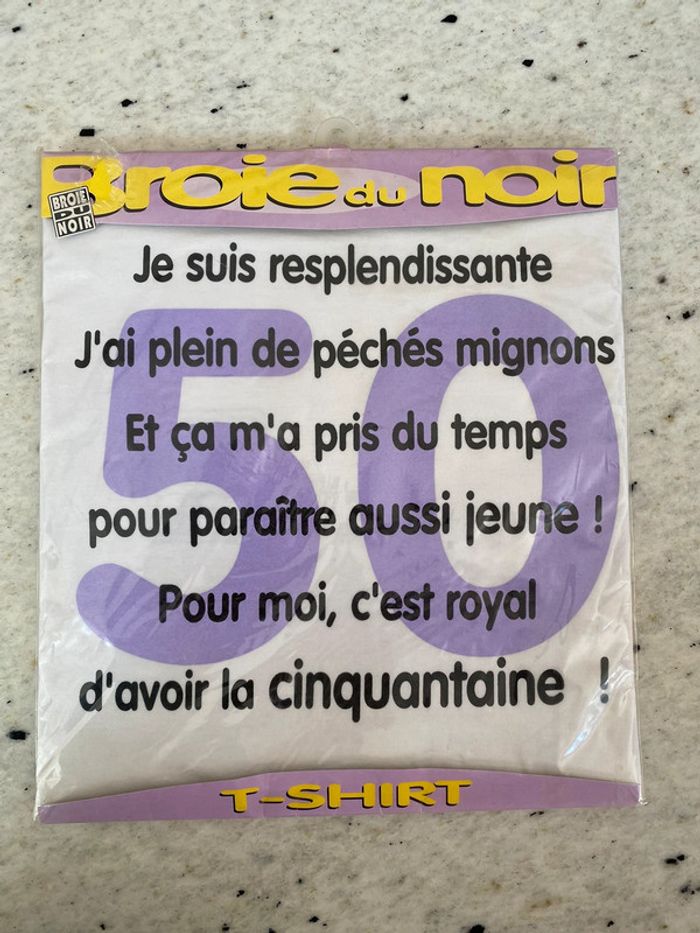 Broie du noir
BROIE
DU
NOIR
Je suis resplendissante
J'ai plein de péchés mignons
Et ça m'a pris du temps
pour paraître aussi jeune !
Pour moi, c'est royal
d'avoir la cinquantaine !
50
T-SHIRT